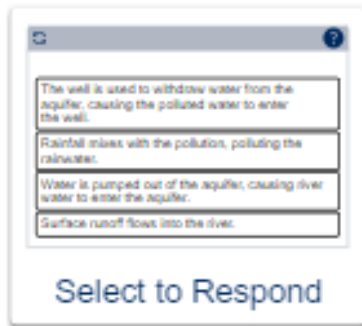 ?
The well is used to withdraw water from the
aquifer, causing the polluted water to enter
the well.
Rainfall mixes with the pollution, polluting the
rainwater.
Water is pumped out of the aquifer, causing river
water to enter the aquifer.
Surface runoff flows into the river.
Select to Respond